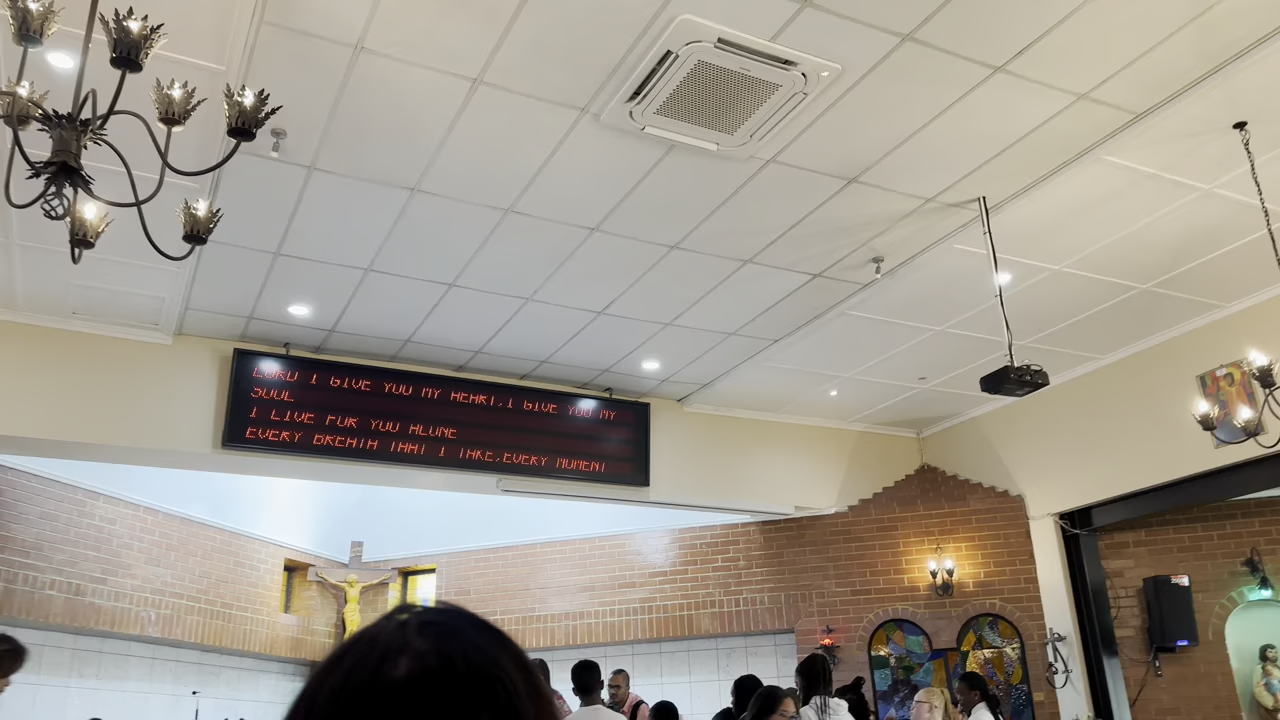 LORD I GIVE YOU MY HEART,I GIVE YOU MY
SOUL
I LIVE FOR YOU ALONE
EVERY BREATH THAT I TAKE,EVERY MOMENT